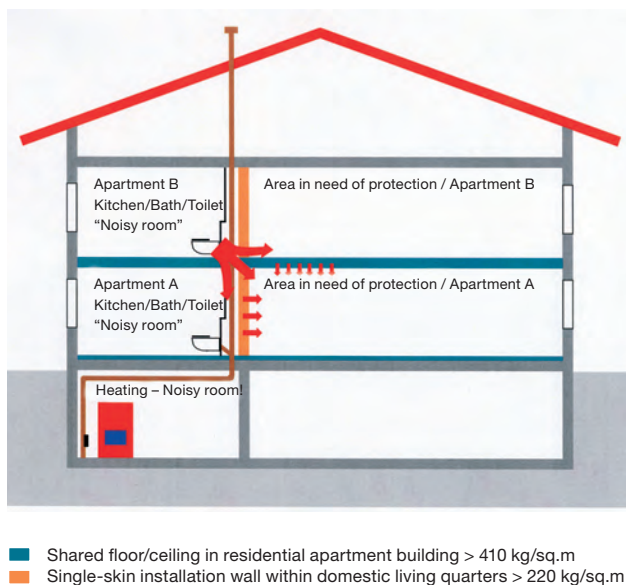 Apartment B
Kitchen/Bath/Toilet
“Noisy room”
Area in need of protection / Apartment B
Apartment A
Kitchen/Bath/Toilet
“Noisy room”
Area in need of protection / Apartment A
Heating – Noisy room!
Shared floor/ceiling in residential apartment building > 410 kg/sq.m
Single-skin installation wall within domestic living quarters > 220 kg/sq.m